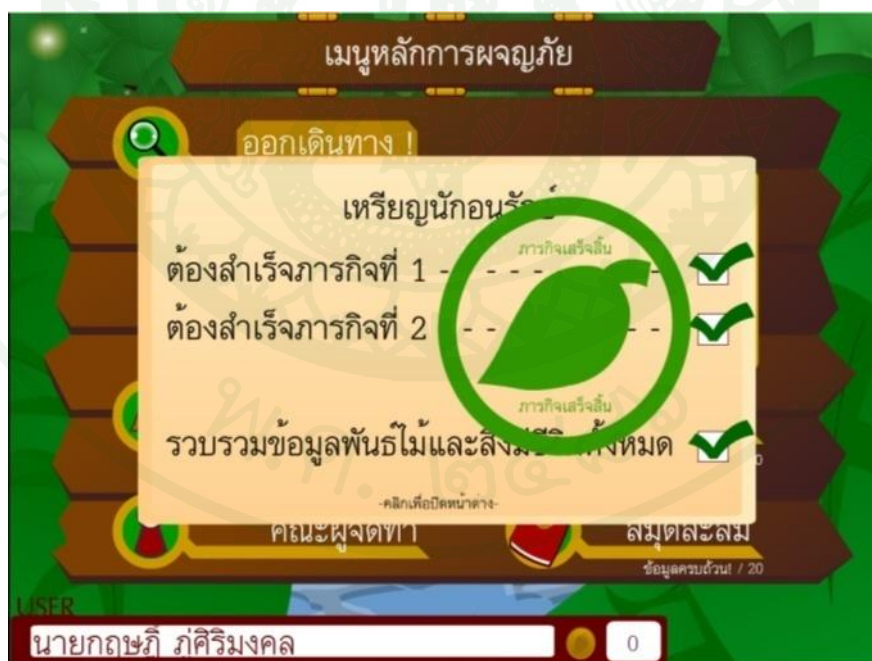 เมนูหลักการผจญภัย
ออกเดินทาง !
เหรียญนักอนุรักษ์
ภารกิจเสร็จสิ้น
ต้องสำเร็จภารกิจที่ 1 - - - - - -
ต้องสำเร็จภารกิจที่ 2 - - - -
ภารกิจเสร็จสิ้น
รวบรวมข้อมูลพันธ์ไม้และสิ่งมีชีวิตทั้งหมด
-คลิกเพื่อปิดหน้าต่าง-
คณะผู้จัดทำ
สมุดสะสม
ข้อมูลครบถ้วน! / 20
USER
นายกฤษฎิ์ ภู่ศิริมงคล
0
พ.ศ. ๒๔๘๖